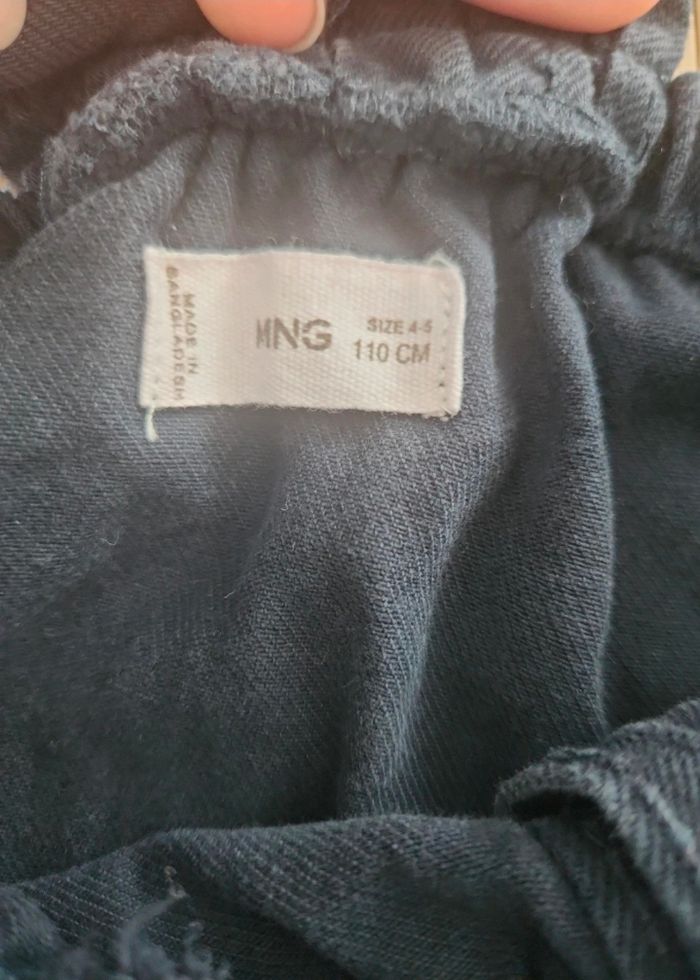 MADE IN
BANGLADESH
MNG
SIZE 4-5
110 CM